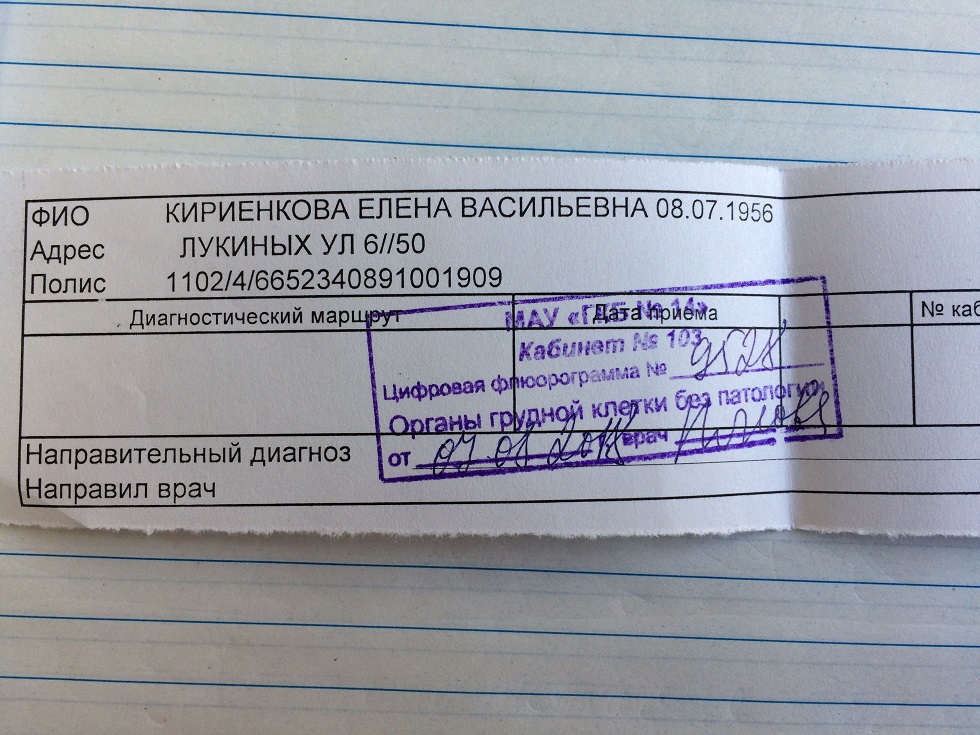 ФИО КИРИЕНКОВА ЕЛЕНА ВАСИЛЬЕВНА 08.07.1956
Адрес ЛУКИНЫХ УЛ 6//50
Полис 1102/4/6652340891001909
Диагностический маршрут Дата приема № каб
МАУ «ГКБ № 14»
Кабинет № 103
Цифровая флюорограмма № 9528
Органы грудной клетки без патологии
от врач
Направительный диагноз
Направил врач